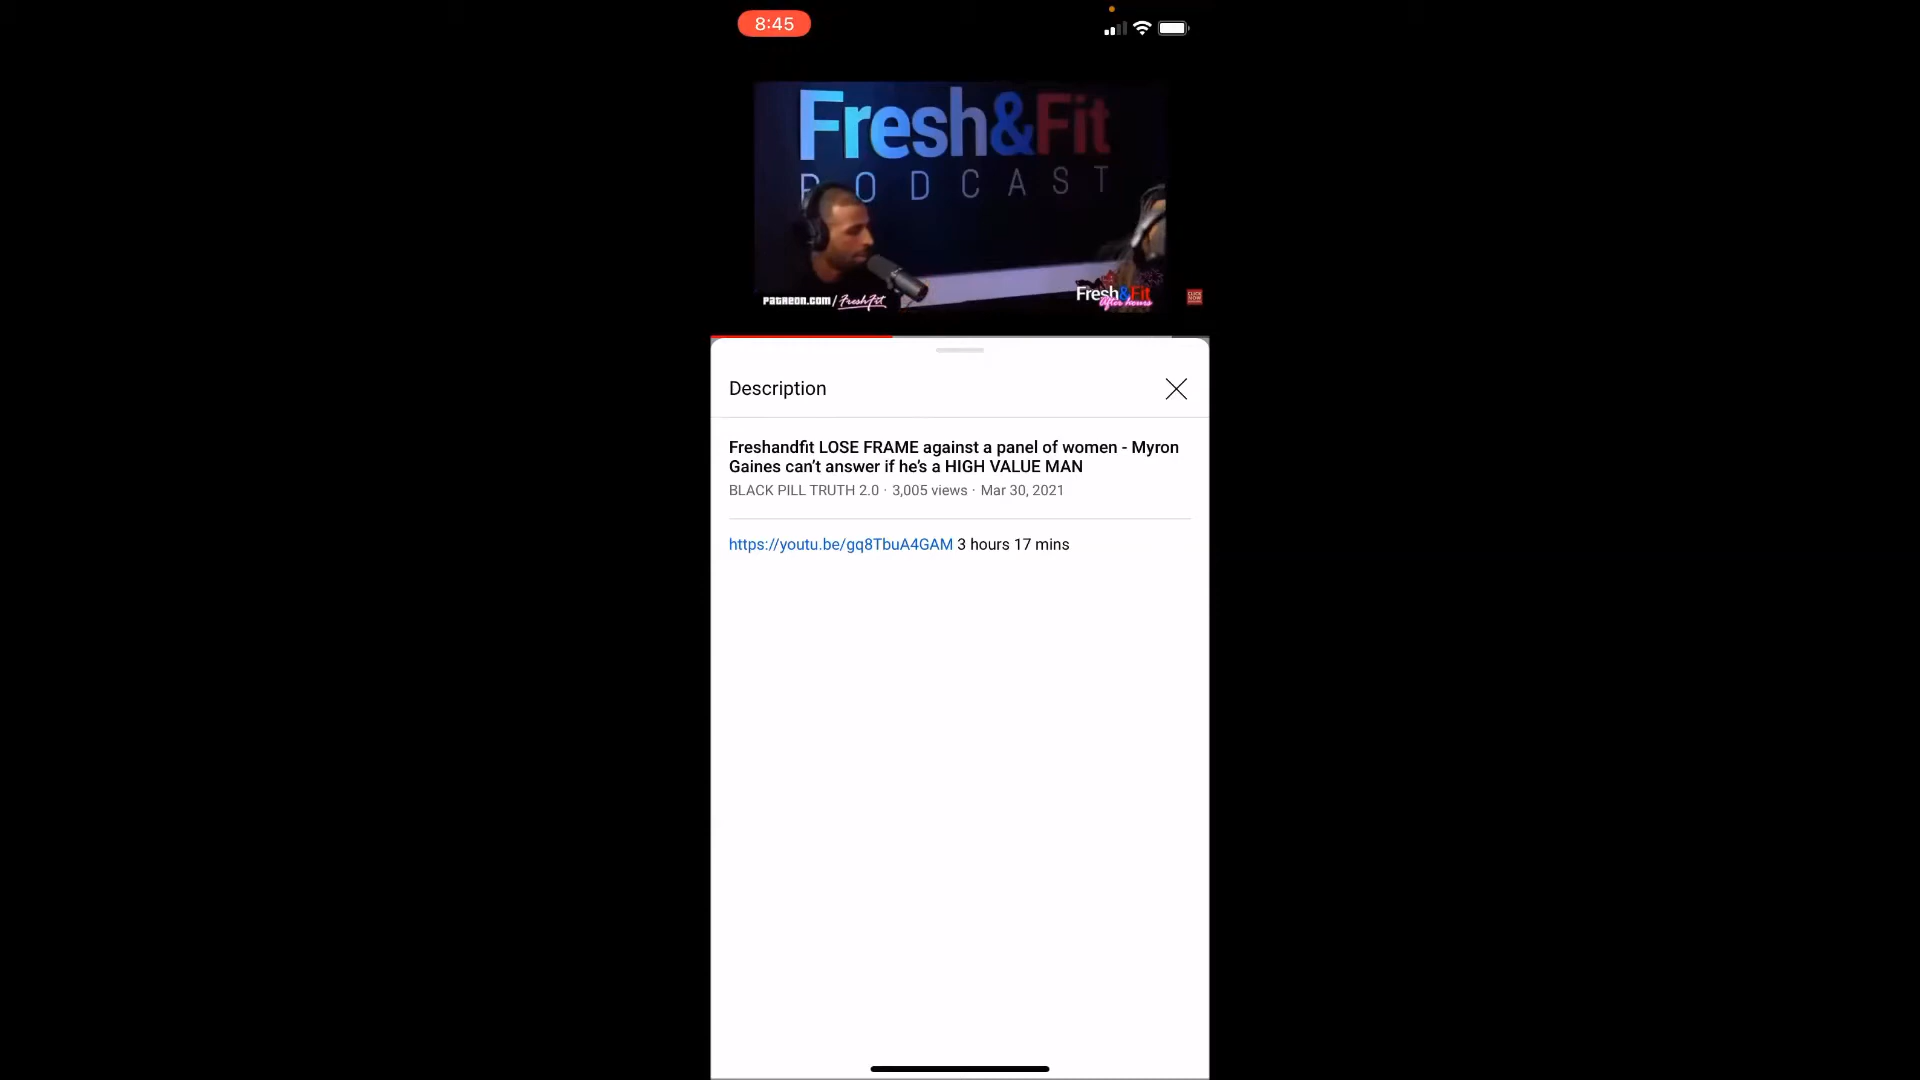 8:45
Fresh&Fit
PODCAST
Patreon.com/FreshFit
Fresh&Fit
After hours
Description
Freshandfit LOSE FRAME against a panel of women - Myron
Gaines can’t answer if he’s a HIGH VALUE MAN
BLACK PILL TRUTH 2.0 · 3,005 views · Mar 30, 2021
https://youtu.be/gq8TbuA4GAM 3 hours 17 mins